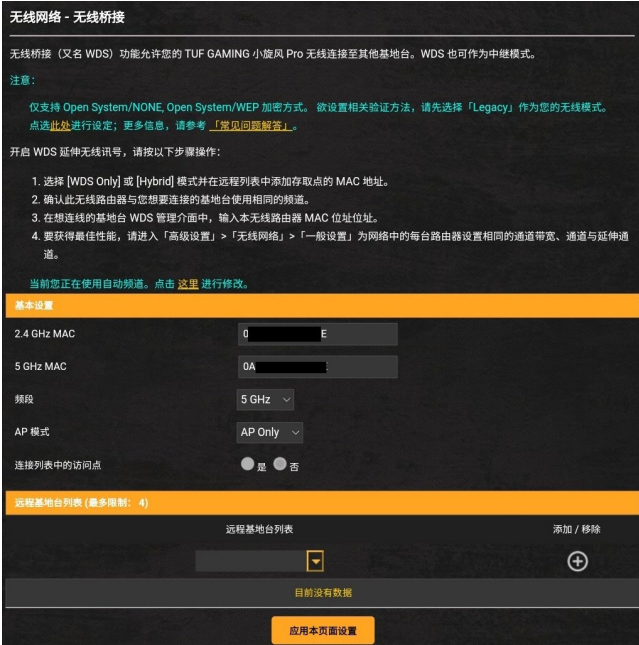 无线网络 - 无线桥接
无线桥接（又名 WDS）功能允许您的 TUF GAMING 小旋风 Pro 无线连接至其他基地台。WDS 也可作为中继模式。
注意：
仅支持 Open System/NONE, Open System/WEP 加密方式。 欲设置相关验证方法，请先选择「Legacy」作为您的无线模式。
点选此处进行设定；更多信息，请参考 「常见问题解答」。
开启 WDS 延伸无线讯号，请按以下步骤操作：
1. 选择 [WDS Only] 或 [Hybrid] 模式并在远程列表中添加存取点的 MAC 地址。
2. 确认此无线路由器与您想要连接的基地台使用相同的频道。
3. 在想连线的基地台 WDS 管理介面中，输入本无线路由器 MAC 位址位址。
4. 要获得最佳性能，请进入「高级设置」>「无线网络」>「一般设置」为网络中的每台路由器设置相同的通道带宽、通道与延伸通
道。
当前您正在使用自动频道。点击 这里 进行修改。
基本设置
2.4 GHz MAC 0 E
5 GHz MAC 0A
频段 5 GHz
AP 模式 AP Only
连接列表中的访问点 是 否
远程基地台列表 (最多限制： 4)
远程基地台列表 添加 / 移除
目前没有数据
应用本页面设置